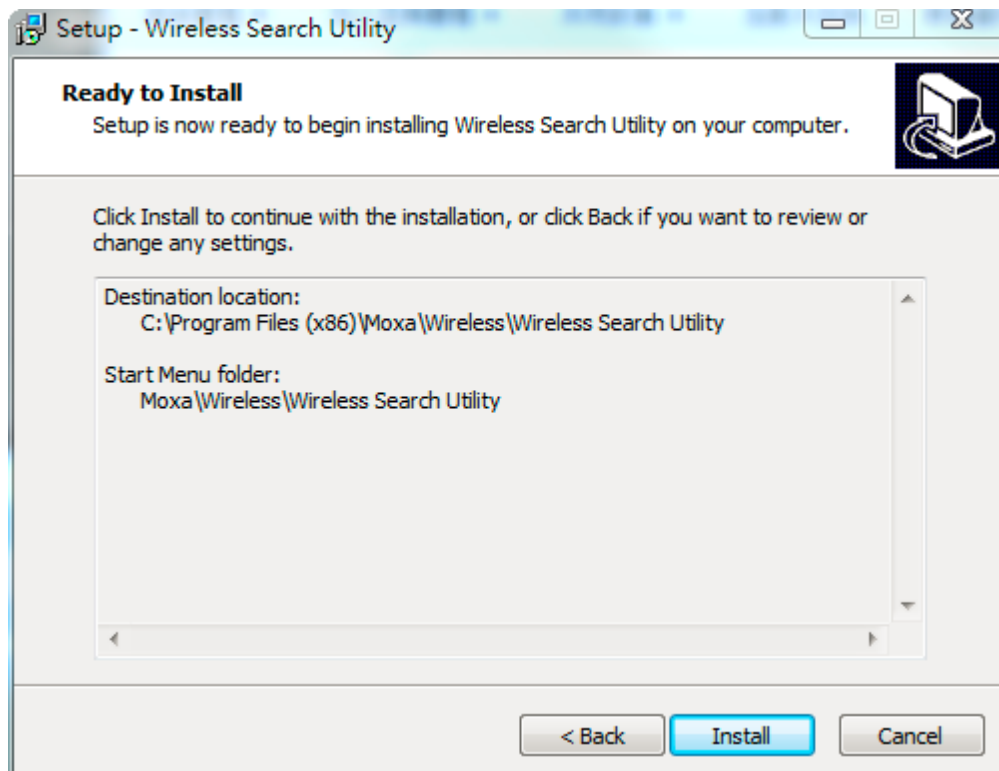 Setup - Wireless Search Utility
Ready to Install
Setup is now ready to begin installing Wireless Search Utility on your computer.
Click Install to continue with the installation, or click Back if you want to review or
change any settings.
Destination location:
C:\Program Files (x86)\Moxa\Wireless\Wireless Search Utility
Start Menu folder:
Moxa\Wireless\Wireless Search Utility
< Back
Install
Cancel